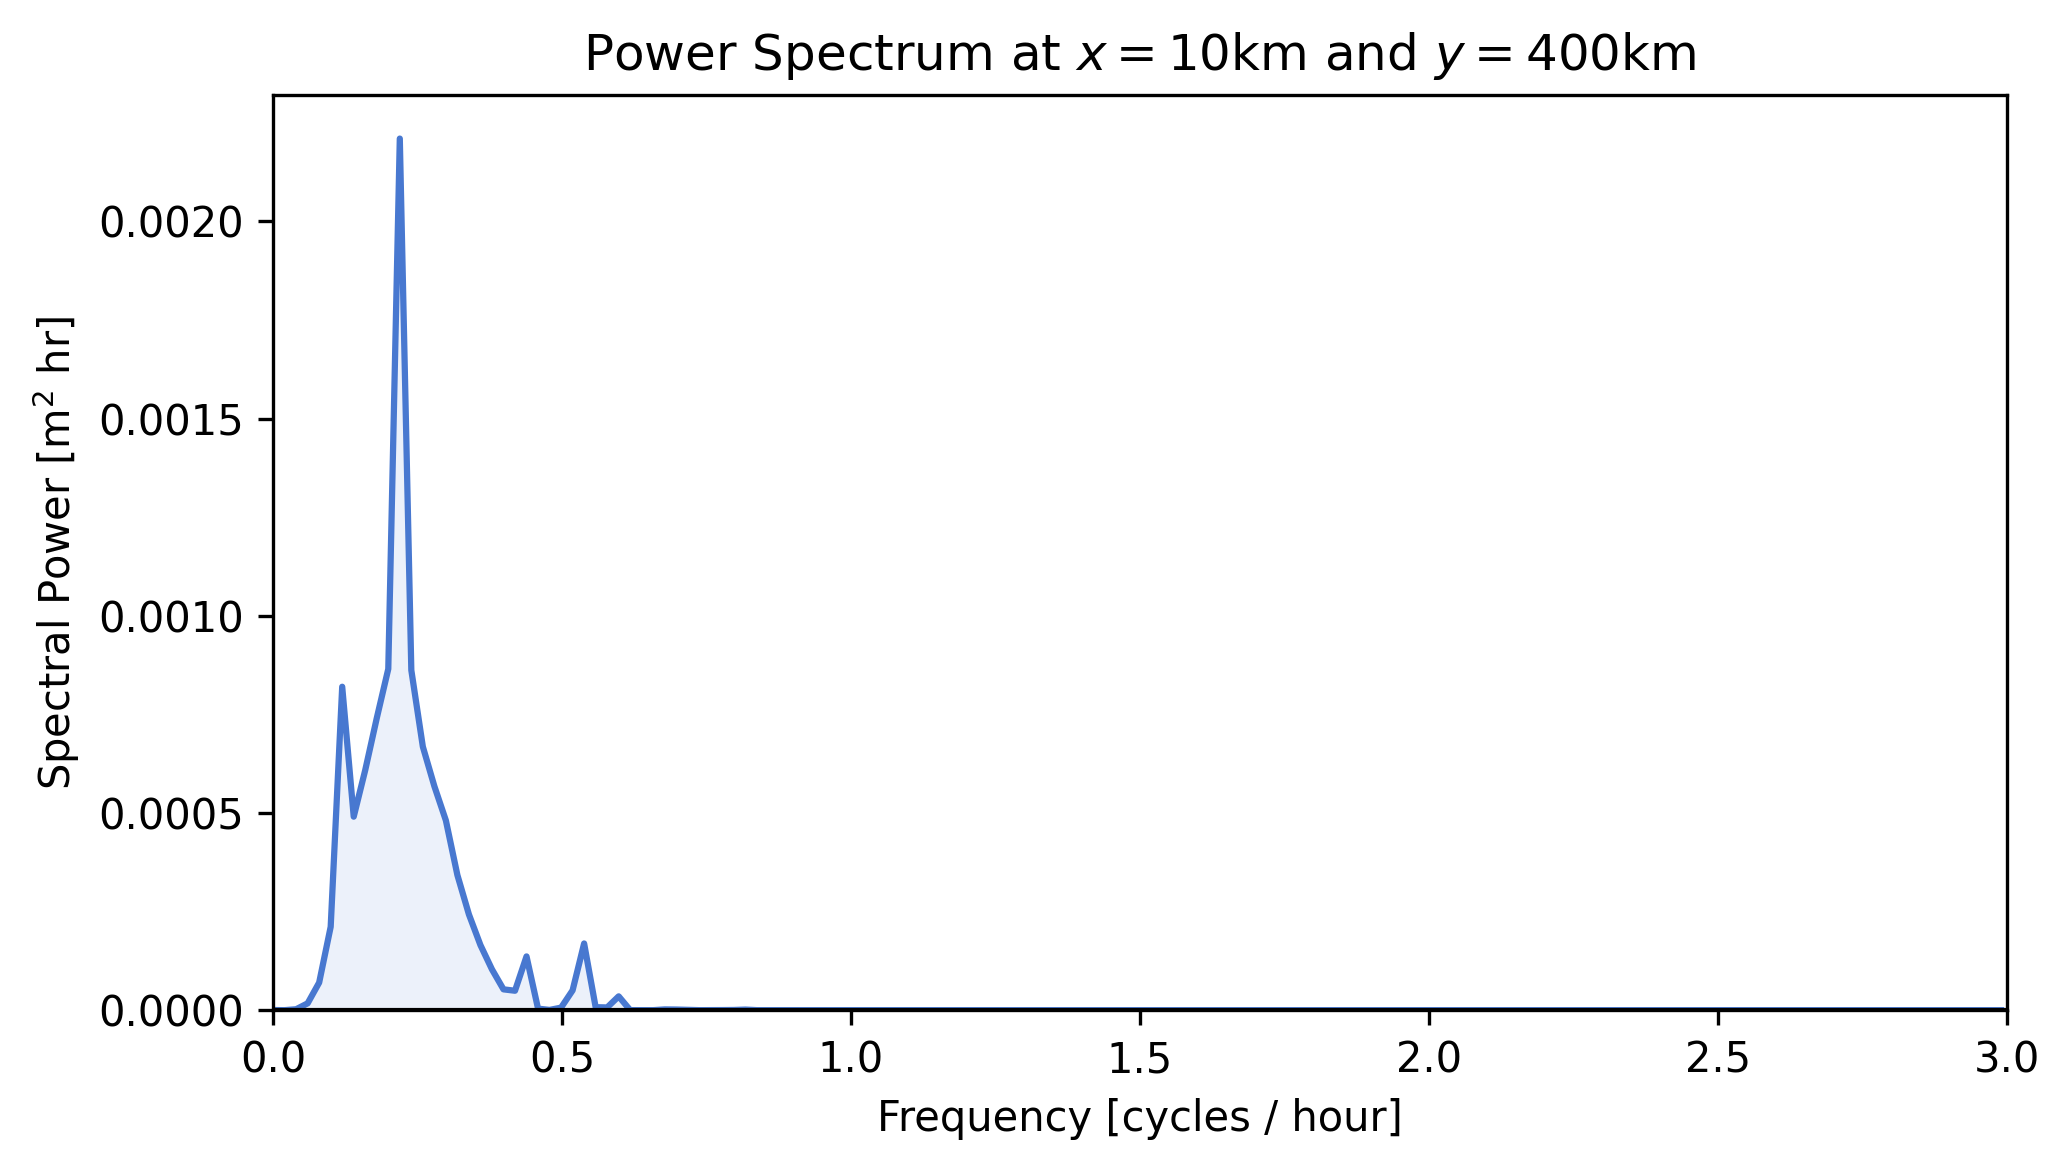 Power Spectrum at x = 10km and y = 400km
Spectral Power [m² hr]
0.0020
0.0015
0.0010
0.0005
0.0000
0.0 0.5 1.0 1.5 2.0 2.5 3.0
Frequency [cycles / hour]